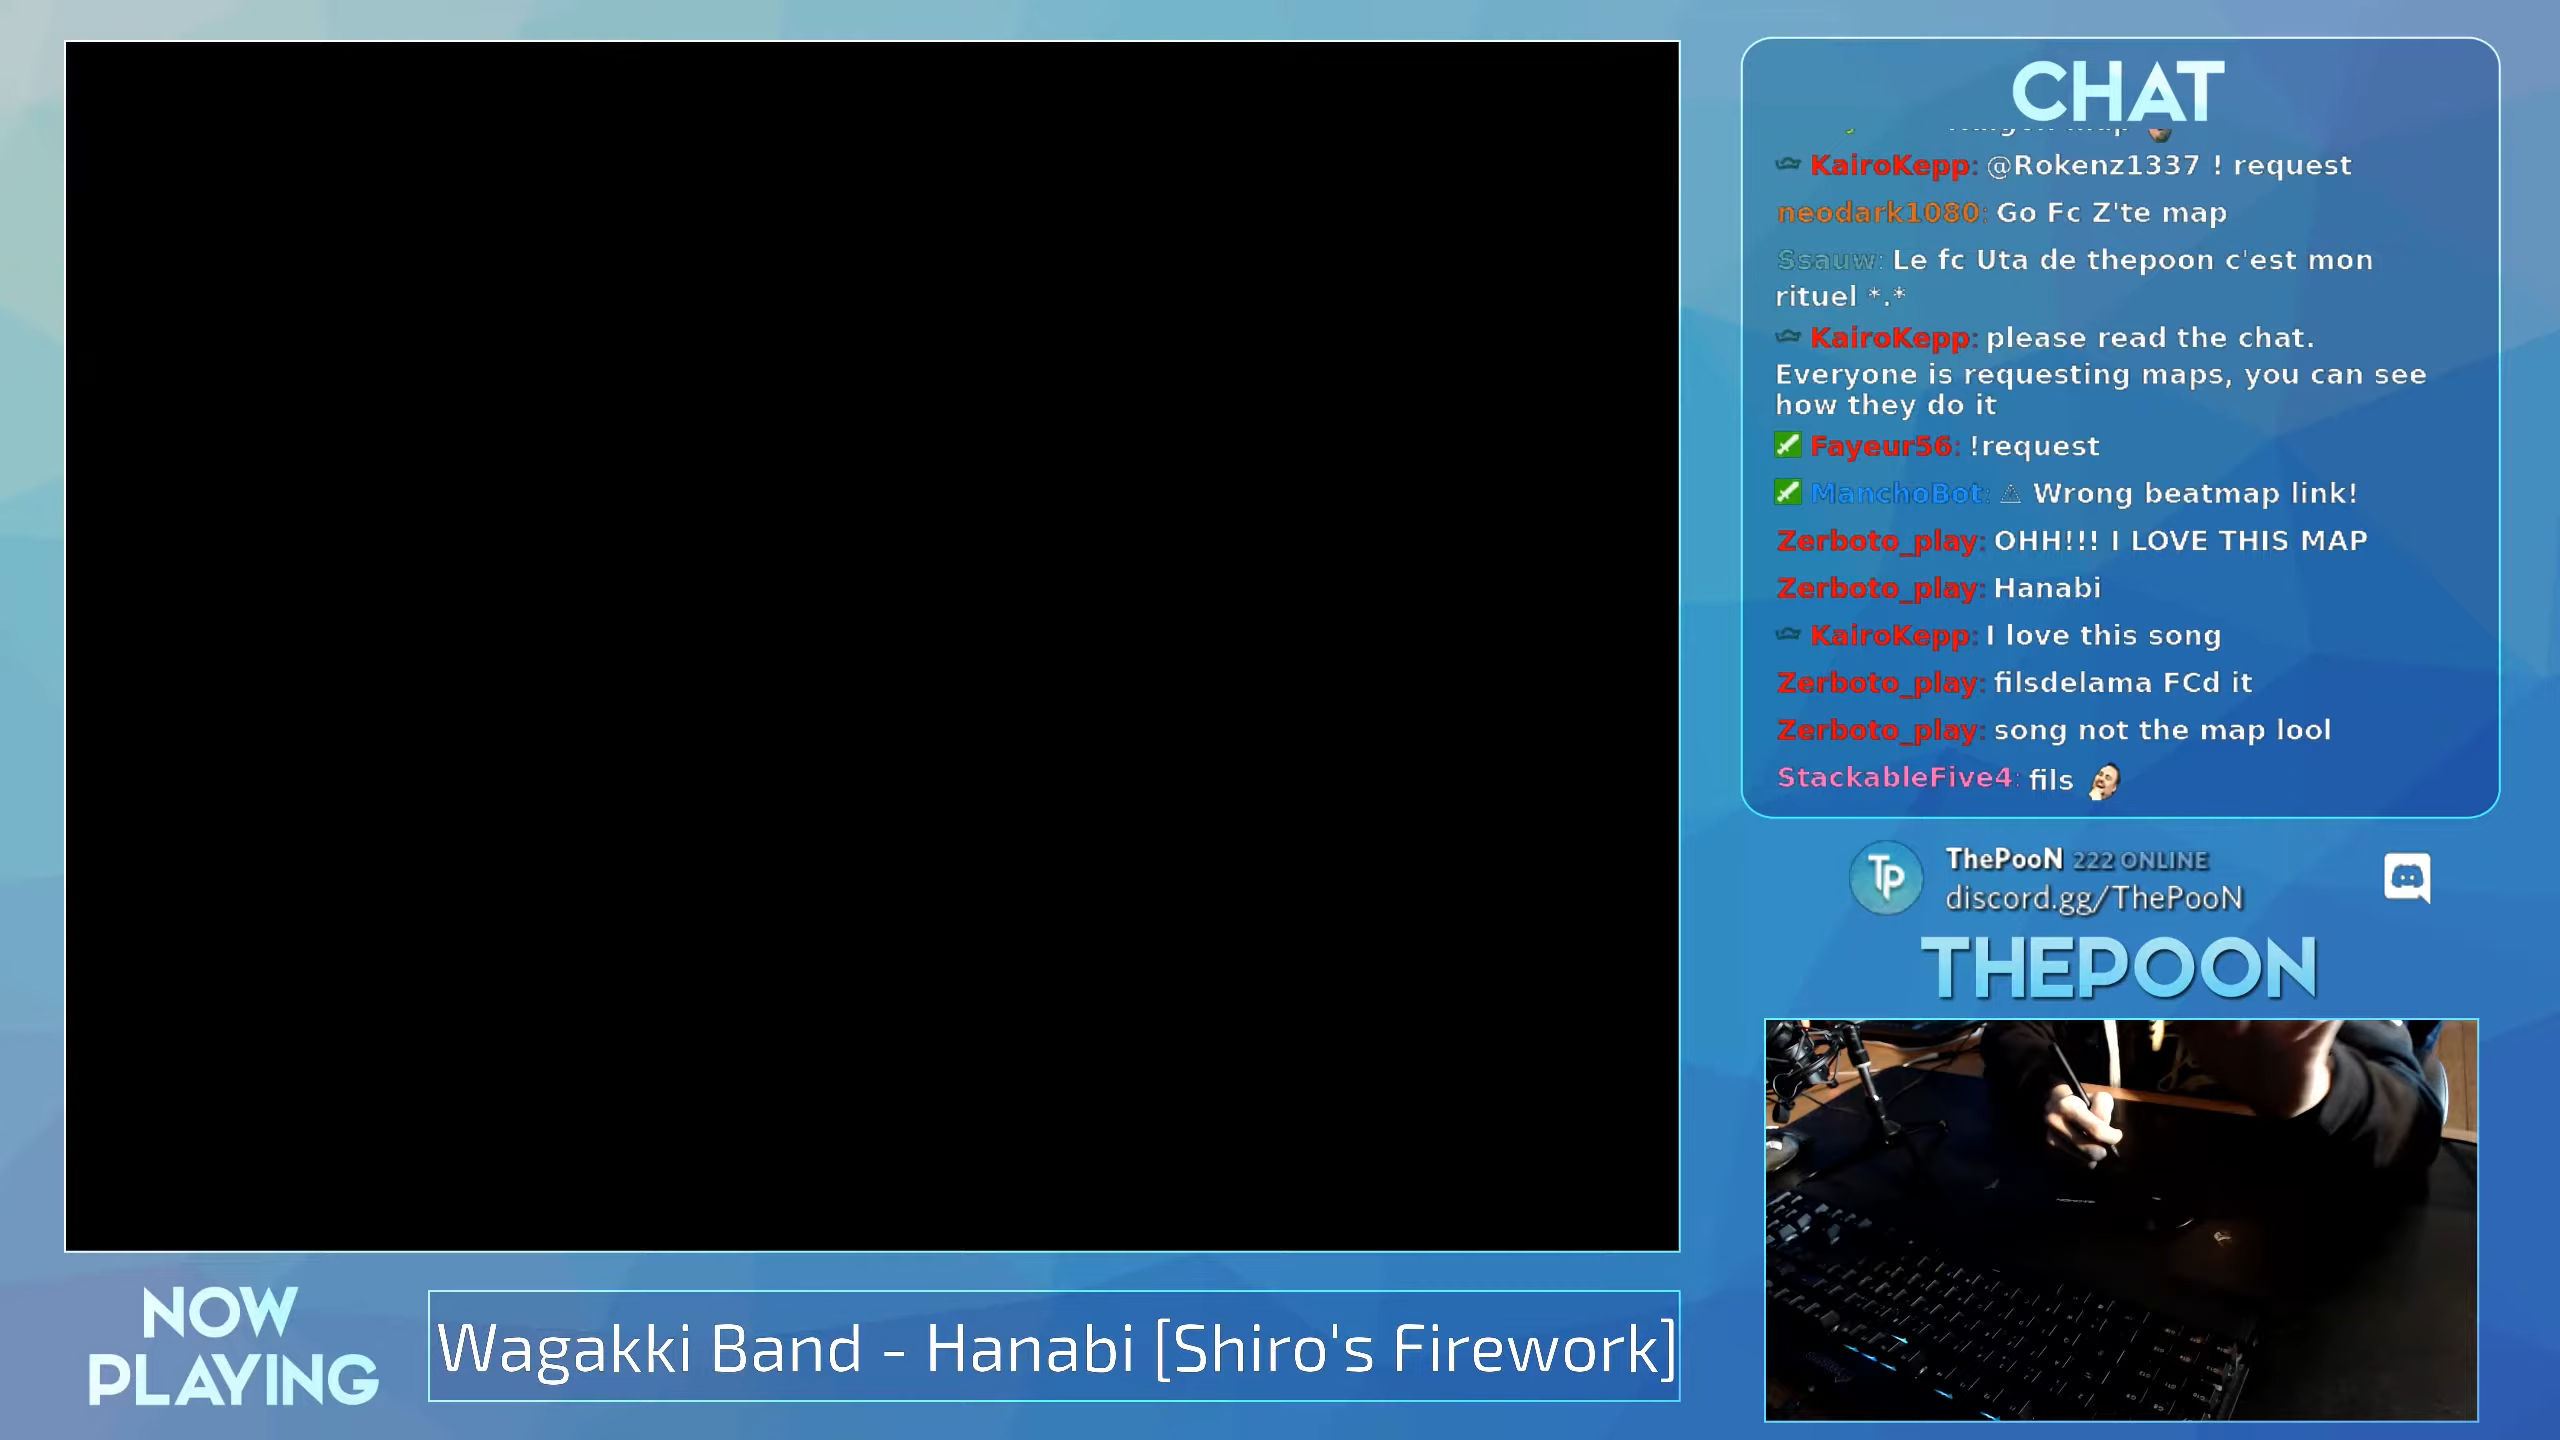 CHAT
KairoKepp: @Rokenz1337 ! request
neodark1080: Go Fc Z'te map
Ssauw: Le fc Uta de thepoon c'est mon
rituel *.*
KairoKepp: please read the chat.
Everyone is requesting maps, you can see
how they do it
Fayeur56: !request
ManchoBot: ⚠ Wrong beatmap link!
Zerboto_play: OHH!!! I LOVE THIS MAP
Zerboto_play: Hanabi
KairoKepp: I love this song
Zerboto_play: filsdelama FCd it
Zerboto_play: song not the map lool
StackableFive4: fils
TP
ThePooN 222 ONLINE
discord.gg/ThePooN
THEPOON
NOW
PLAYING
Wagakki Band - Hanabi [Shiro's Firework]